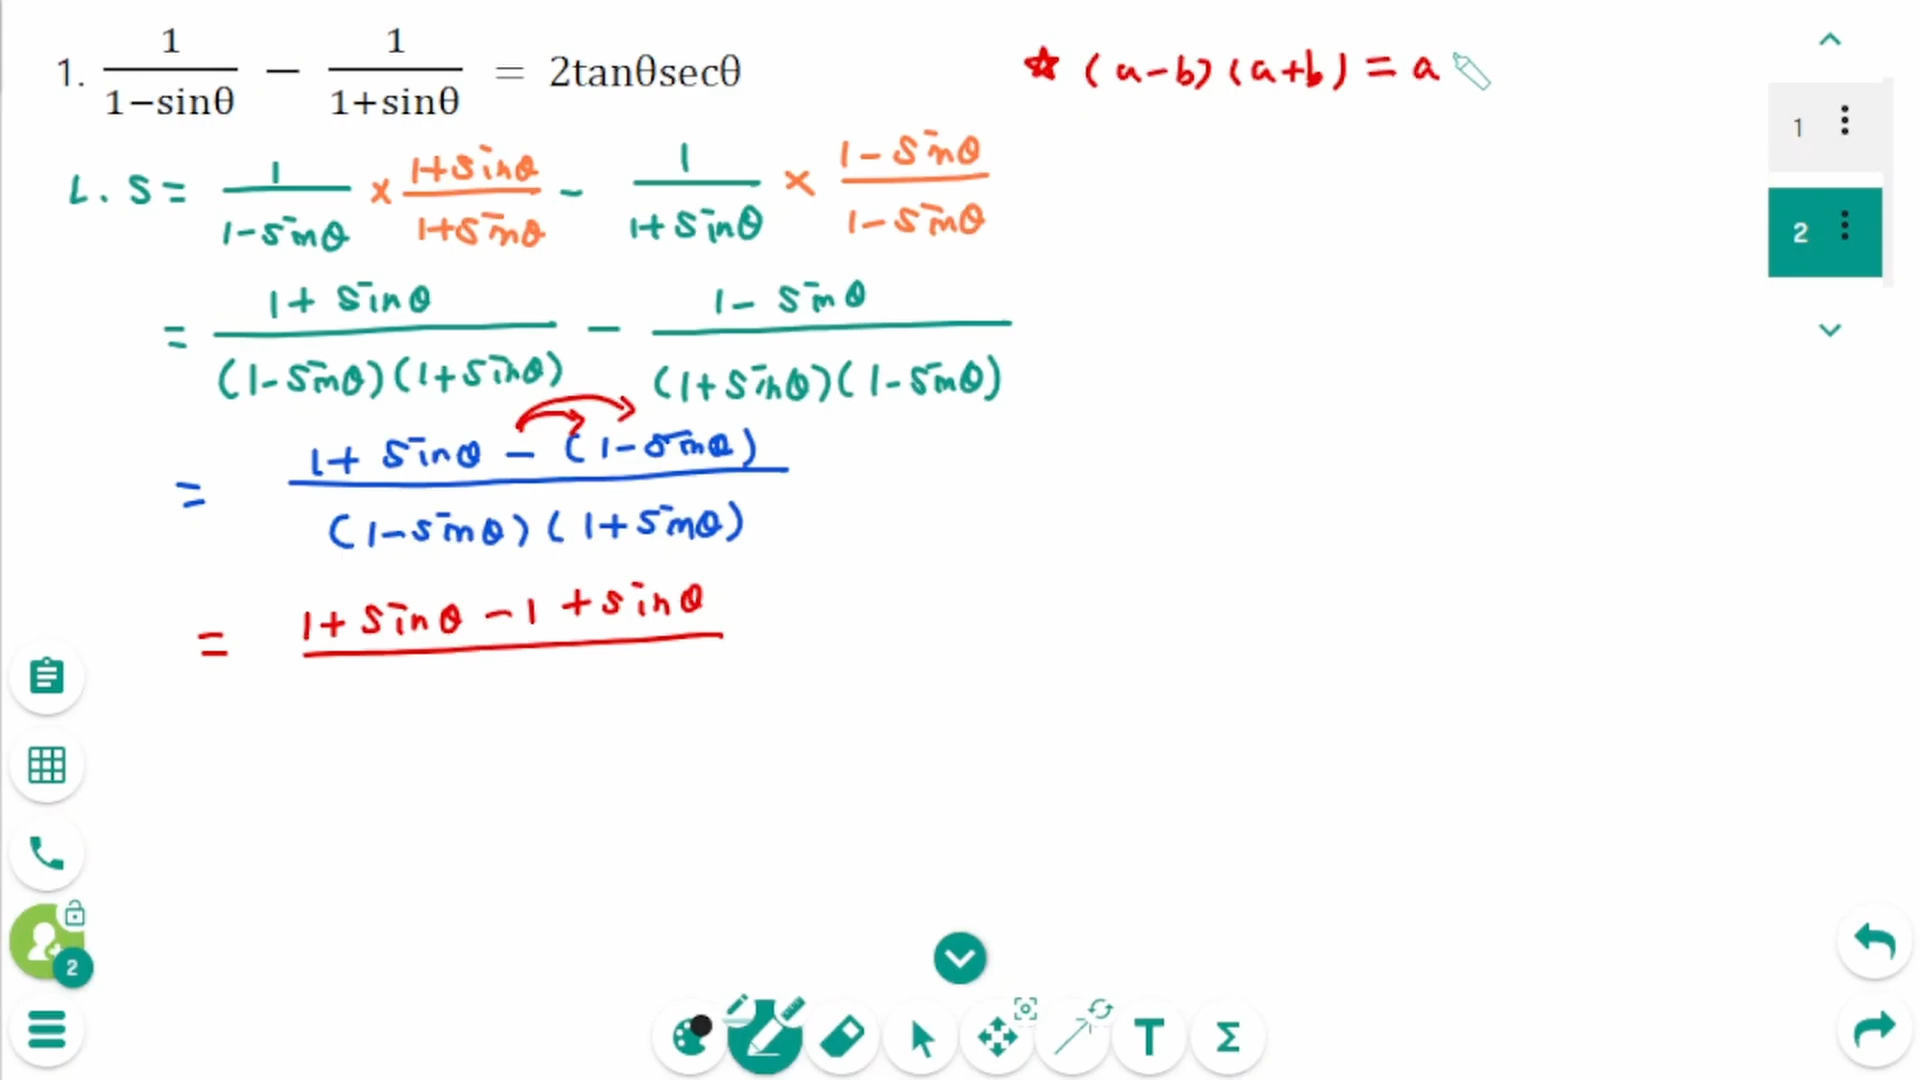 1. 1/(1−sinθ) − 1/(1+sinθ) = 2tanθsecθ
☆ (a-b)(a+b) = a
L.S = 1/(1-sinθ) × (1+sinθ)/(1+sinθ) - 1/(1+sinθ) × (1-sinθ)/(1-sinθ)
= (1+sinθ)/((1-sinθ)(1+sinθ)) - (1-sinθ)/((1+sinθ)(1-sinθ))
= (1+sinθ-(1-sinθ))/((1-sinθ)(1+sinθ))
= 1+sinθ-1+sinθ
1
2
2
T
Σ